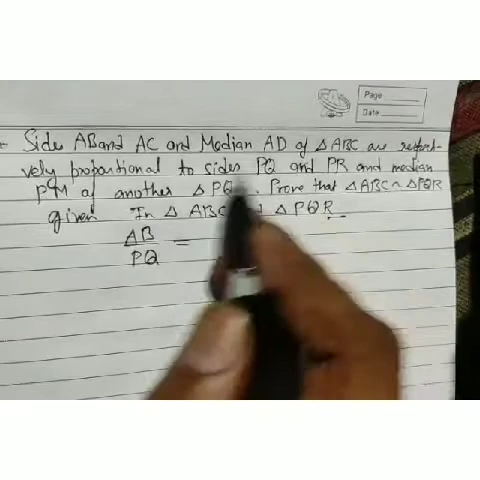 Page
Date
Side AB and AC and Median AD of △ABC are respecti-
vely proportional to sides PQ and PR and median
PM of another △PQ . Prove that △ABC ~ △PQR
given In △ ABC △ PQR
AB
PQ =